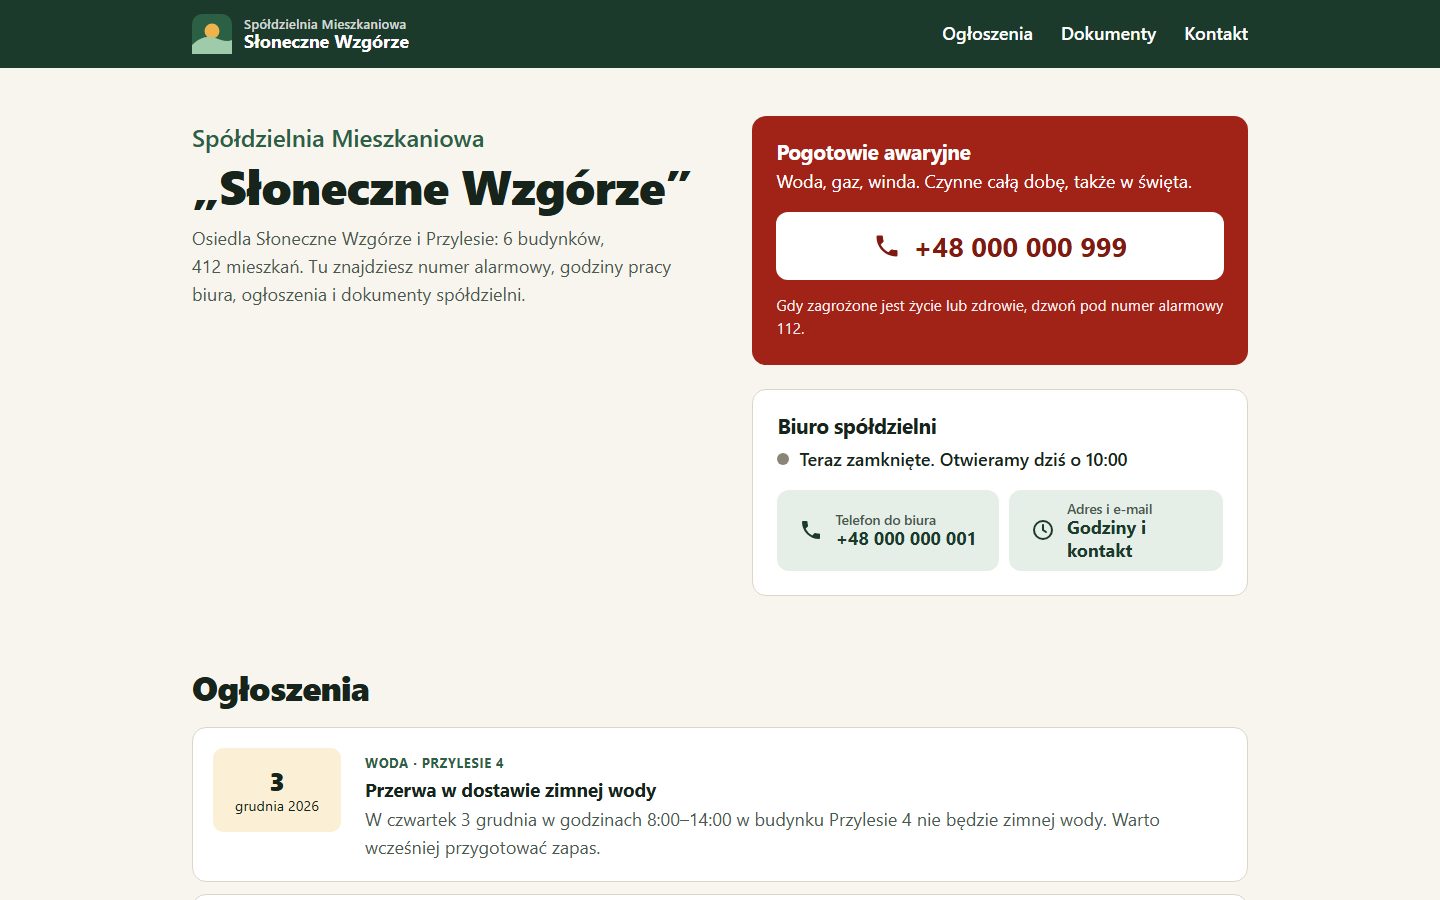 Spółdzielnia Mieszkaniowa
Słoneczne Wzgórze
Ogłoszenia
Dokumenty
Kontakt
Spółdzielnia Mieszkaniowa
„Słoneczne Wzgórze”
Osiedla Słoneczne Wzgórze i Przylesie: 6 budynków,
412 mieszkań. Tu znajdziesz numer alarmowy, godziny pracy
biura, ogłoszenia i dokumenty spółdzielni.
Pogotowie awaryjne
Woda, gaz, winda. Czynne całą dobę, także w święta.
+48 000 000 999
Gdy zagrożone jest życie lub zdrowie, dzwoń pod numer alarmowy
112.
Biuro spółdzielni
Teraz zamknięte. Otwieramy dziś o 10:00
Telefon do biura
+48 000 000 001
Adres i e-mail
Godziny i
kontakt
Ogłoszenia
3
grudnia 2026
WODA · PRZYLESIE 4
Przerwa w dostawie zimnej wody
W czwartek 3 grudnia w godzinach 8:00–14:00 w budynku Przylesie 4 nie będzie zimnej wody. Warto
wcześniej przygotować zapas.